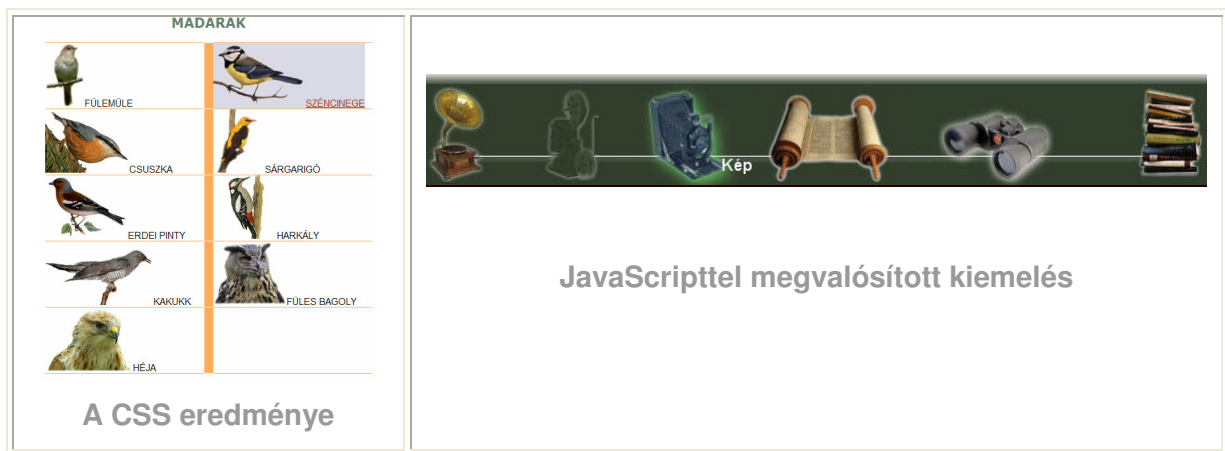 MADARAK
FÜLEMÜLE
SZÉNCINEGE
CSUSZKA
SÁRGARIGÓ
ERDEI PINTY
HARKÁLY
KAKUKK
FÜLES BAGOLY
HÉJA
A CSS eredménye
Kép
JavaScripttel megvalósított kiemelés